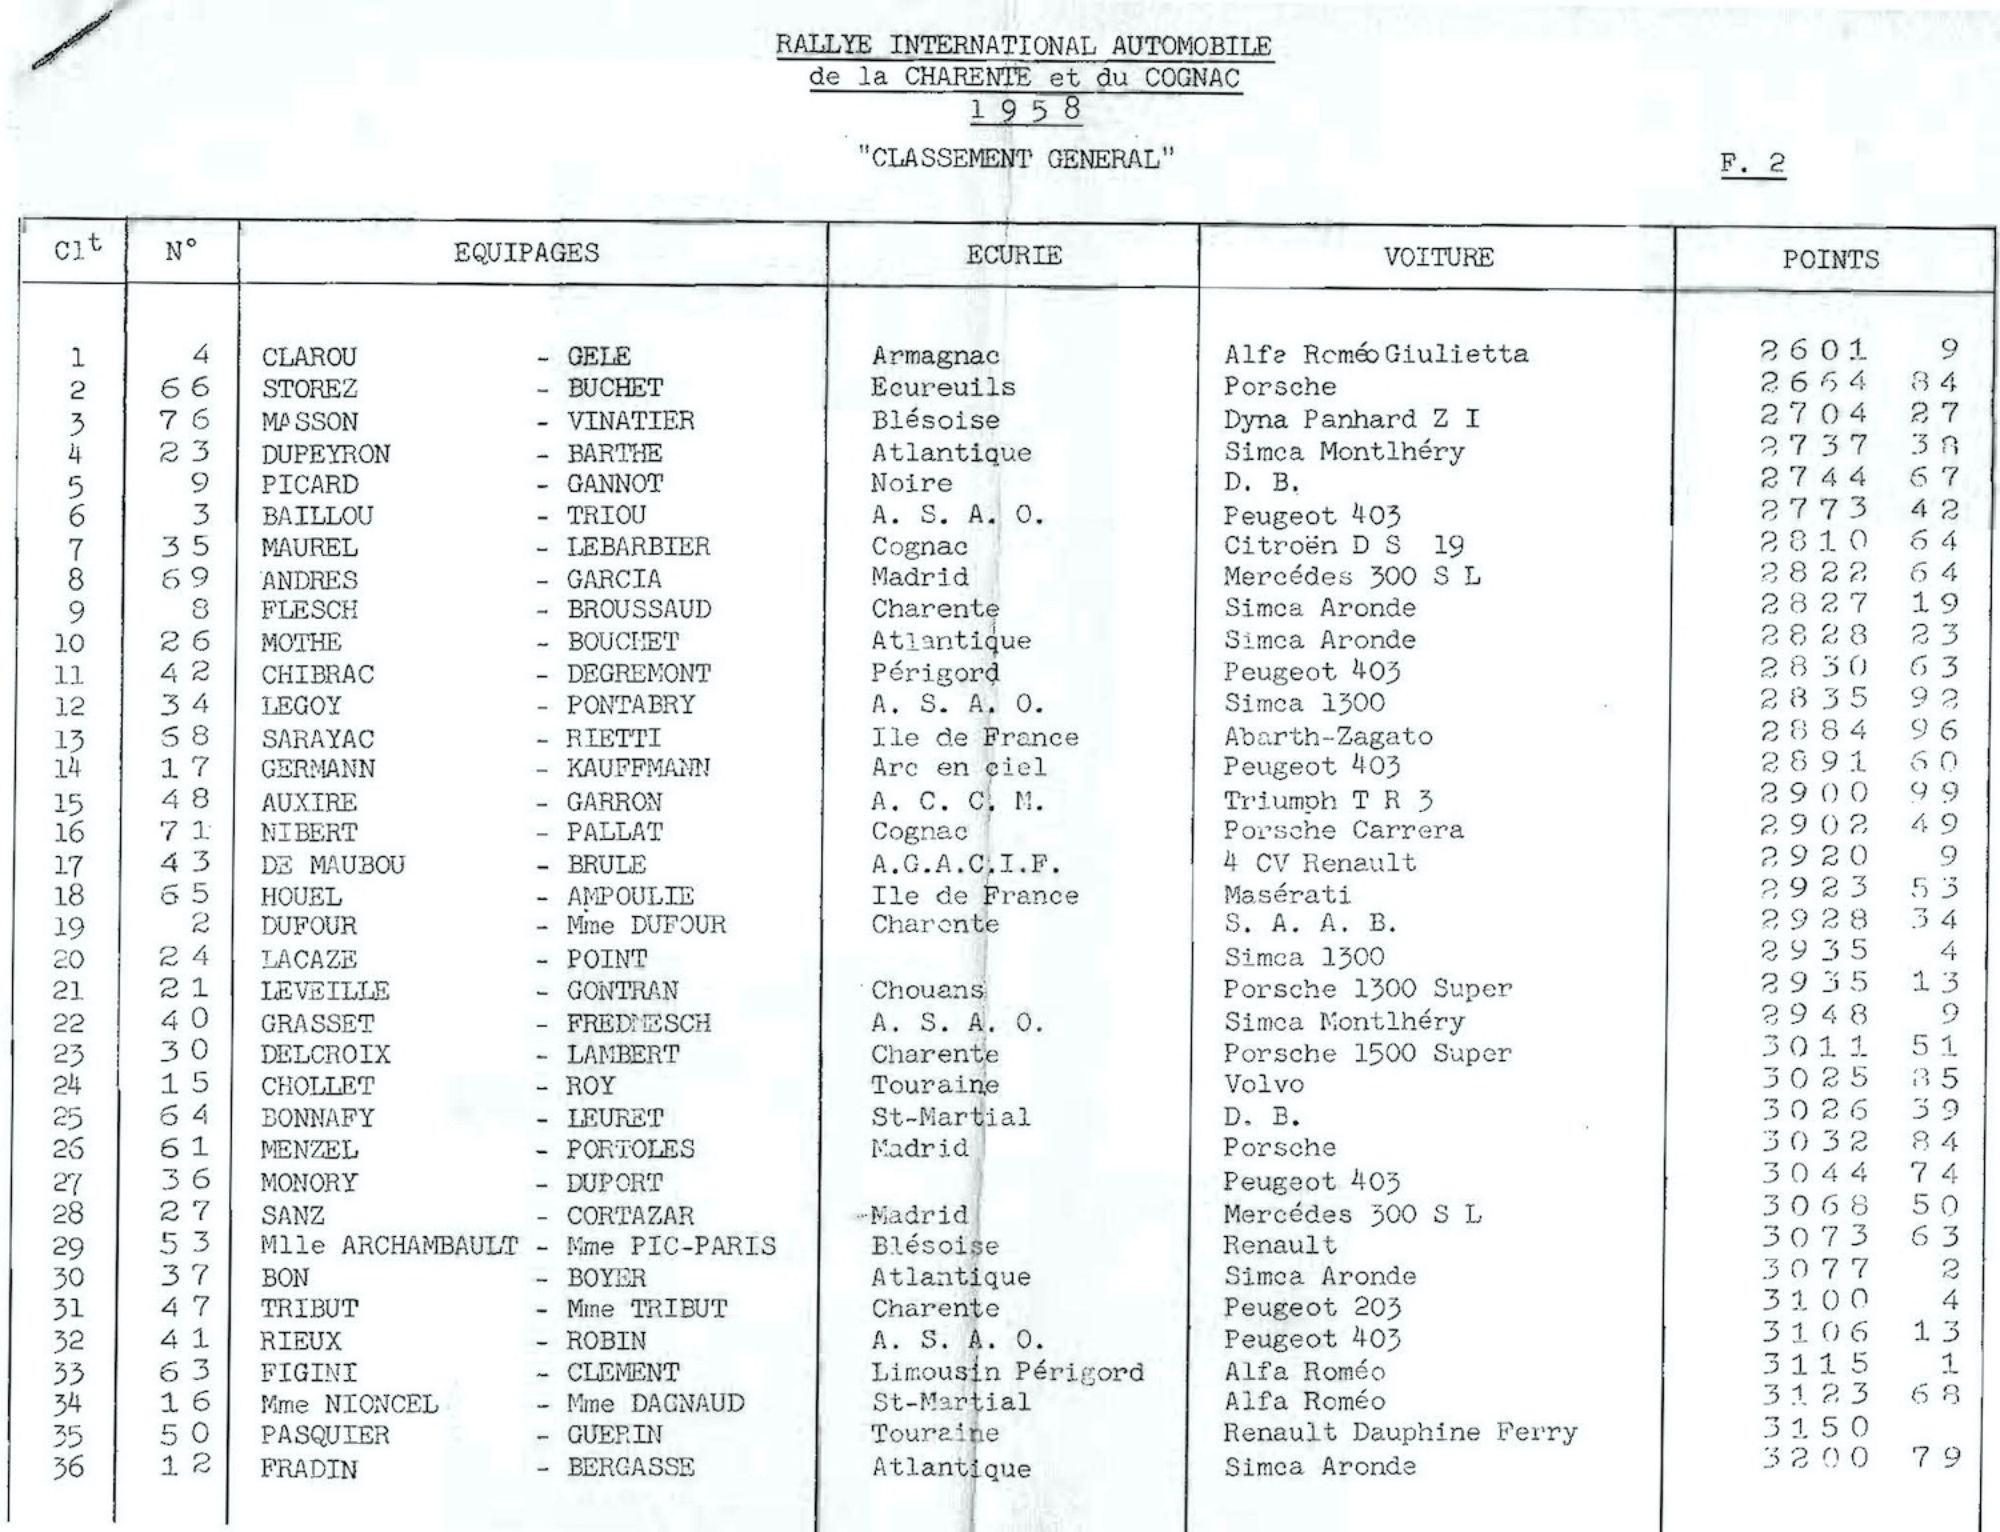 RALLYE INTERNATIONAL AUTOMOBILE
de la CHARENTE et du COGNAC
1958
"CLASSEMENT GENERAL"
F. 2
Clt N° EQUIPAGES ECURIE VOITURE POINTS
1 4 CLAROU - GELE Armagnac Alfa Roméo Giulietta 2601 9
2 66 STOREZ - BUCHET Ecureuils Porsche 2664 84
3 76 MASSON - VINATIER Blésoise Dyna Panhard Z I 2704 27
4 23 DUPEYRON - BARTHE Atlantique Simca Montlhéry 2737 38
5 9 PICARD - GANNOT Noire D. B. 2744 67
6 3 BAILLOU - TRIOU A. S. A. O. Peugeot 403 2773 42
7 35 MAUREL - LEBARBIER Cognac Citroën D S 19 2810 64
8 69 ANDRES - GARCIA Madrid Mercédes 300 S L 2822 64
9 8 FLESCH - BROUSSAUD Charente Simca Aronde 2827 19
10 26 MOTHE - BOUCHET Atlantique Simca Aronde 2828 23
11 42 CHIBRAC - DEGREMONT Périgord Peugeot 403 2830 63
12 34 LEGOY - PONTABRY A. S. A. O. Simca 1300 2835 92
13 58 SARAYAC - RIETTI Ile de France Abarth-Zagato 2884 96
14 17 GERMANN - KAUFFMANN Arc en ciel Peugeot 403 2891 60
15 48 AUXIRE - GARRON A. C. C. M. Triumph T R 3 2900 99
16 71 NIBERT - PALLAT Cognac Porsche Carrera 2902 49
17 43 DE MAUBOU - BRULE A.G.A.C.I.F. 4 CV Renault 2920 9
18 65 HOUEL - AMPOULIE Ile de France Masérati 2923 53
19 2 DUFOUR - Mme DUFOUR Charente S. A. A. B. 2928 34
20 24 LACAZE - POINT Simca 1300 2935 4
21 21 LEVEILLE - GONTRAN Chouans Porsche 1300 Super 2935 13
22 40 GRASSET - FREDMESCH A. S. A. O. Simca Montlhéry 2948 9
23 30 DELCROIX - LAMBERT Charente Porsche 1500 Super 3011 51
24 15 CHOLLET - ROY Touraine Volvo 3025 85
25 64 BONNAFY - LEURET St-Martial D. B. 3026 39
26 61 MENZEL - PORTOLES Madrid Porsche 3032 84
27 36 MONORY - DUPORT Peugeot 403 3044 74
28 27 SANZ - CORTAZAR Madrid Mercédes 300 S L 3068 50
29 53 Mlle ARCHAMBAULT - Mme PIC-PARIS Blésoise Renault 3073 63
30 37 BON - BOYER Atlantique Simca Aronde 3077 2
31 47 TRIBUT - Mme TRIBUT Charente Peugeot 203 3100 4
32 41 RIEUX - ROBIN A. S. A. O. Peugeot 403 3106 13
33 63 FIGINI - CLEMENT Limousin Périgord Alfa Roméo 3115 1
34 16 Mme NIONCEL - Mme DAGNAUD St-Martial Alfa Roméo 3123 68
35 50 PASQUIER - GUERIN Touraine Renault Dauphine Ferry 3150
36 12 FRADIN - BERGASSE Atlantique Simca Aronde 3200 79